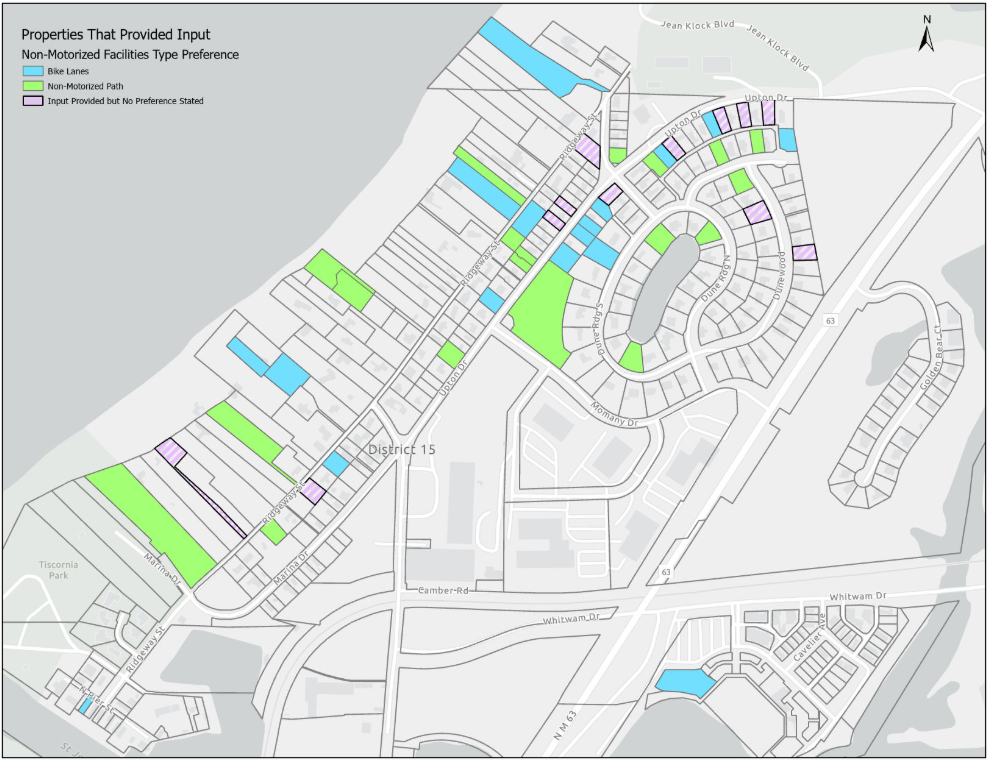 Properties That Provided Input
Non-Motorized Facilities Type Preference
Bike Lanes
Non-Motorized Path
Input Provided but No Preference Stated
N
Jean Klock Blvd
Jean Klock Blvd
Upton Dr
Upton Dr
Ridgeway St
Ridgeway St
Dune Rdg N
Dunewood
Dune Rdg S
63
Golden Bear Ct
Upton Dr
Momany Dr
District 15
Ridgeway St
Marina Dr
Marina Dr
Tiscornia
Park
63
Camber Rd
Whitwam Dr
Whitwam Dr
Cavelier Ave
Ridgeway St
N Pier St
N M 63